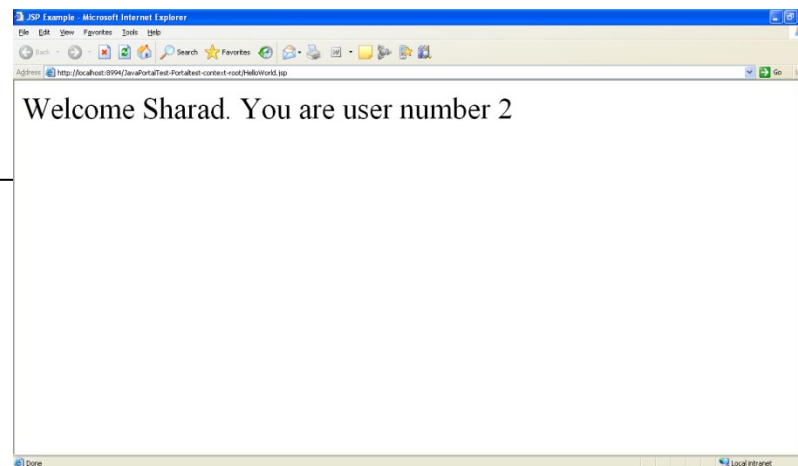 JSP Example - Microsoft Internet Explorer
File Edit View Favorites Tools Help
Back Search Favorites
Address http://localhost:8994/JavaPortalTest-Portaltest-context-root/HelloWorld.jsp Go
Welcome Sharad. You are user number 2
Done Local intranet